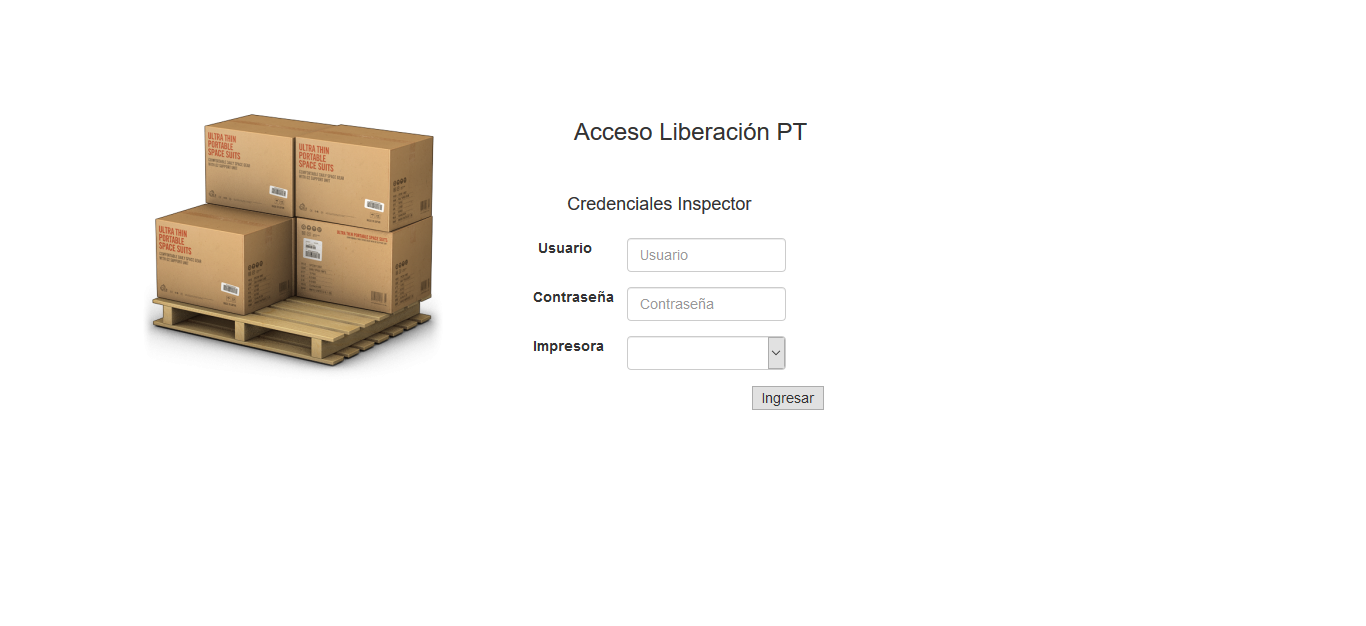 Acceso Liberación PT
Credenciales Inspector
Usuario
Usuario
Contraseña
Contraseña
Impresora
Ingresar
ULTRA THIN
PORTABLE
SPACE SUITS
ULTRA THIN
PORTABLE
SPACE SUITS
ULTRA THIN
PORTABLE
SPACE SUITS
ULTRA THIN PORTABLE SPACE SUITS